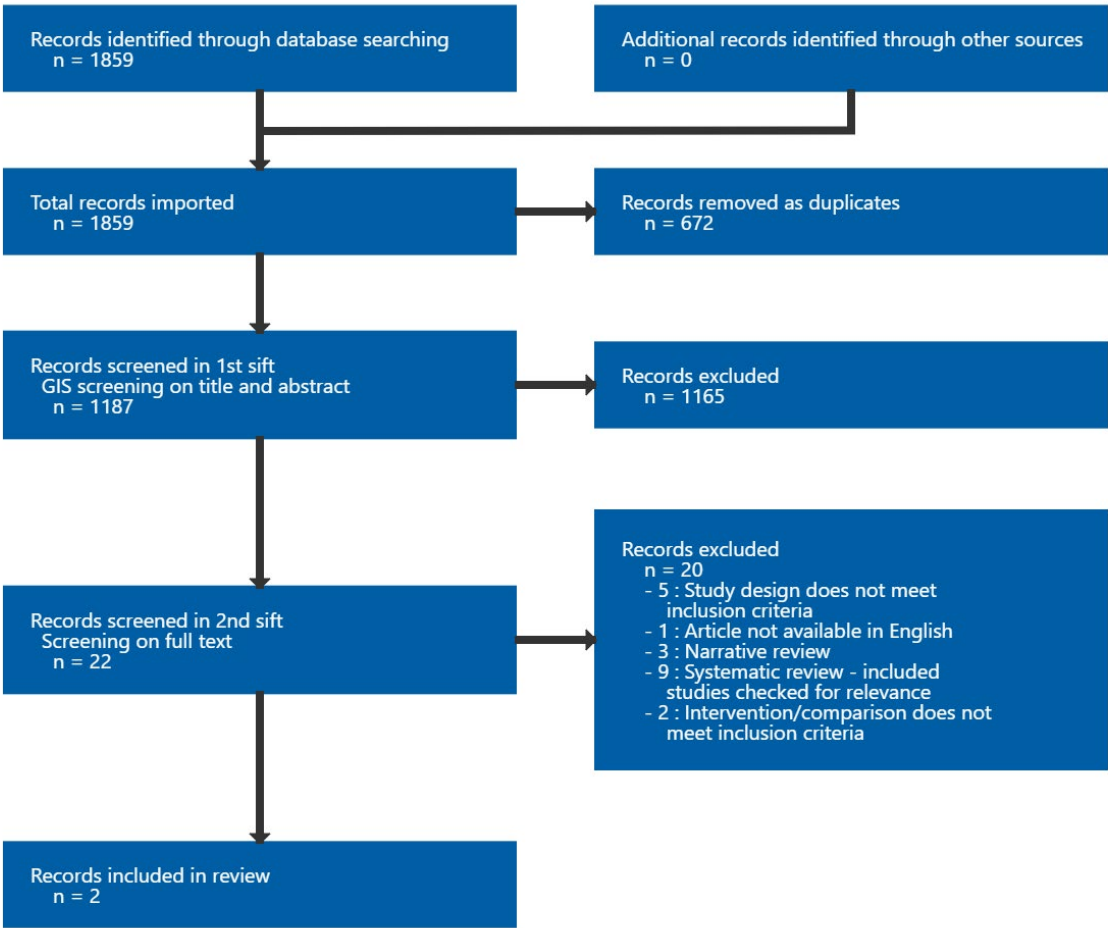 Records identified through database searching
n = 1859
Additional records identified through other sources
n = 0
Total records imported
n = 1859
Records removed as duplicates
n = 672
Records screened in 1st sift
GIS screening on title and abstract
n = 1187
Records excluded
n = 1165
Records screened in 2nd sift
Screening on full text
n = 22
Records excluded
n = 20
- 5 : Study design does not meet
inclusion criteria
- 1 : Article not available in English
- 3 : Narrative review
- 9 : Systematic review - included
studies checked for relevance
- 2 : Intervention/comparison does not
meet inclusion criteria
Records included in review
n = 2